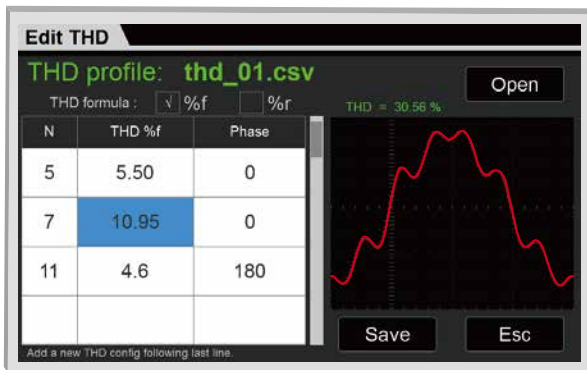 Edit THD
THD profile: thd_01.csv
Open
THD formula : √ %f %r
THD = 30.56 %
N THD %f Phase
5 5.50 0
7 10.95 0
11 4.6 180
Save Esc
Add a new THD config following last line.